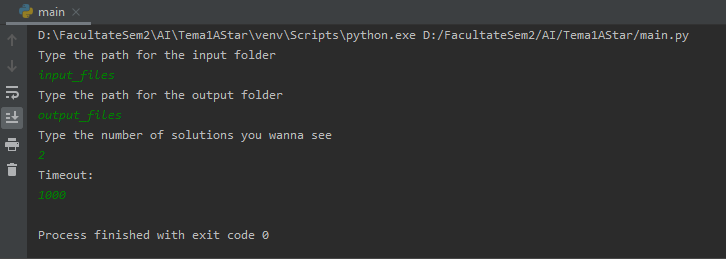 main
D:\FacultateSem2\AI\Tema1AStar\venv\Scripts\python.exe D:/FacultateSem2/AI/Tema1AStar/main.py
Type the path for the input folder
input_files
Type the path for the output folder
output_files
Type the number of solutions you wanna see
2
Timeout:
1000
Process finished with exit code 0